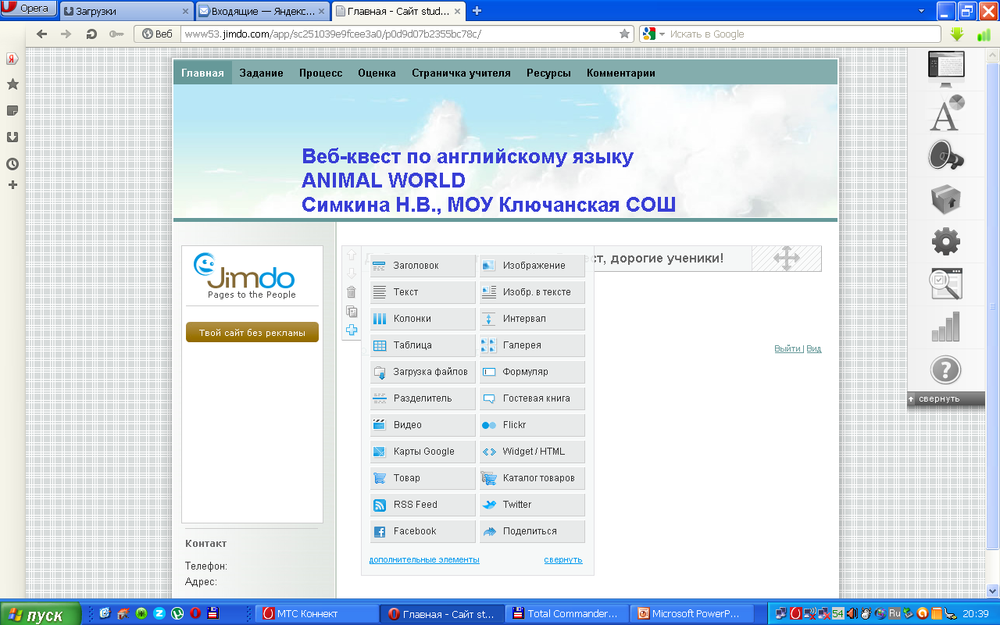 Opera
Загрузки
Входящие — Яндекс...
Главная - Сайт stud...
Веб
www53.jimdo.com/app/sc251039e9fcee3a0/p0d9c07b2355bc78c/
Искать в Google
Я
Главная
Задание
Процесс
Оценка
Страничка учителя
Ресурсы
Комментарии
Веб-квест по английскому языку
ANIMAL WORLD
Симкина Н.В., МОУ Ключанская СОШ
Jimdo
Pages to the People
Твой сайт без рекламы
Контакт
Телефон:
Адрес:
дорогие ученики!
Заголовок
Изображение
Текст
Изобр. в тексте
Колонки
Интервал
Таблица
Галерея
Загрузка файлов
Формуляр
Разделитель
Гостевая книга
Видео
Flickr
Карты Google
Widget / HTML
Товар
Каталог товаров
RSS Feed
Twitter
Facebook
Поделиться
дополнительные элементы
свернуть
Выйти | Вид
свернуть
пуск
МТС Коннект
Главная - Сайт st...
Total Commander...
Microsoft PowerP...
54
Ru
20:39